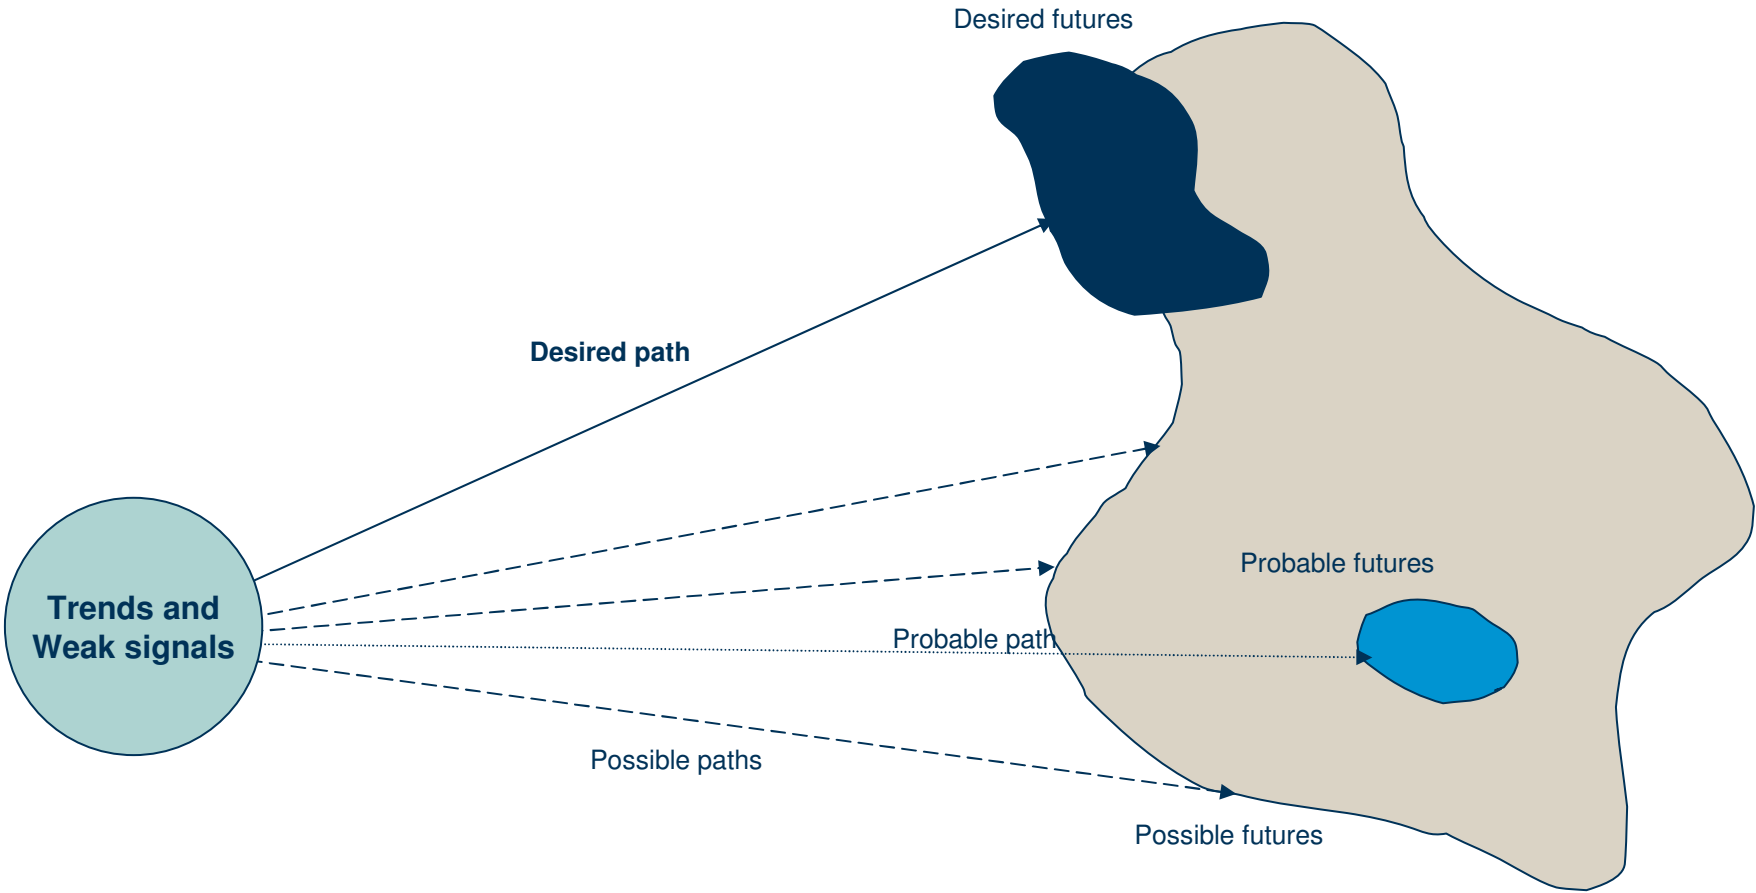 Desired futures
Desired path
Probable futures
Trends and
Weak signals
Probable path
Possible paths
Possible futures